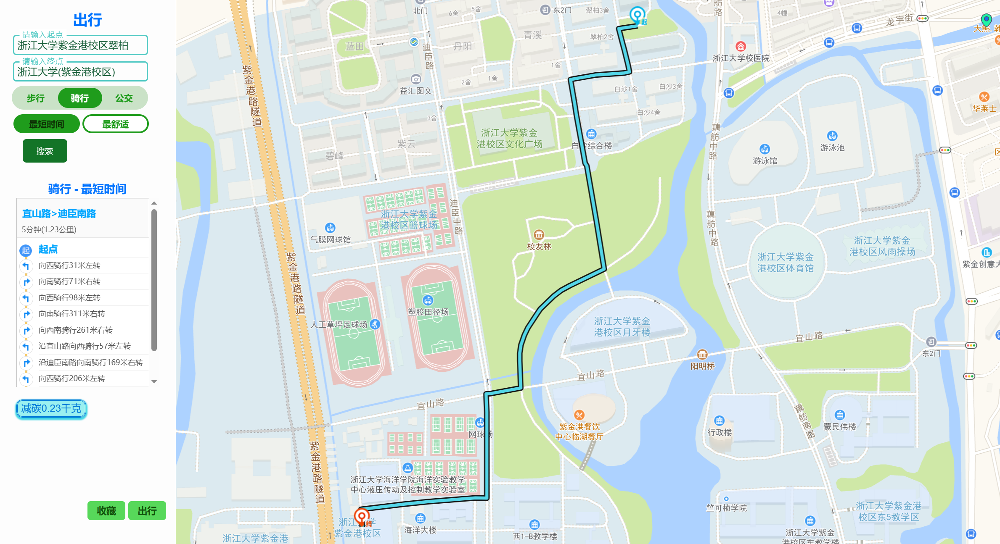 出行
请输入起点
浙江大学紫金港校区翠柏
请输入终点
浙江大学(紫金港校区)
步行
骑行
公交
最短时间
最舒适
搜索
骑行 - 最短时间
宜山路>迪臣南路
5分钟(1.23公里)
起
起点
向西骑行31米左转
向南骑行71米右转
向西骑行98米左转
向南骑行311米右转
向西南骑行261米右转
沿宜山路向西骑行57米左转
沿迪臣南路向南骑行169米右转
向西骑行206米左转
减碳0.23千克
收藏
出行
北门
6舍
5舍
东2门
翠柏3舍
起
舫路
4幢
龙宇街
大熊.韩
蓝田
迪臣路
丹阳
青溪
翠柏2舍
浙江大学校医院
紫金港路隧道
益汇图文
2舍
1舍
1舍
白沙1舍
白沙3舍
华莱士
3舍
白沙4舍
浙江大学紫金
港校区文化广场
白沙综合楼
藕舫中路
游泳馆
游泳池
碧峰
紫云
区
浙江大学紫金
港校区篮球场
迪臣中路
藕舫中路
气膜网球馆
校友林
浙江大学紫金
港校区体育馆
浙江大学紫金
港校区风雨操场
紫金创意大
紫金港路隧道
塑胶田径场
人工草坪足球场
浙江大学紫金
港校区月牙楼
宜山路
东2门
阳明桥
宜山路
宜山路
网球场
紫金港餐饮
中心临湖餐厅
行政楼
藕舫南路
蒙民伟楼
紫金港路隧道
浙江大学海洋学院海洋实验教学
中心液压传动及控制教学实验室
竺可桢学院
浙江大学紫金港
校区东5教学区
浙江大学
紫金港校区
终
海洋大楼
西1-B教学楼
浙江大学紫金港
浙江大学紫金
港校区东教学楼